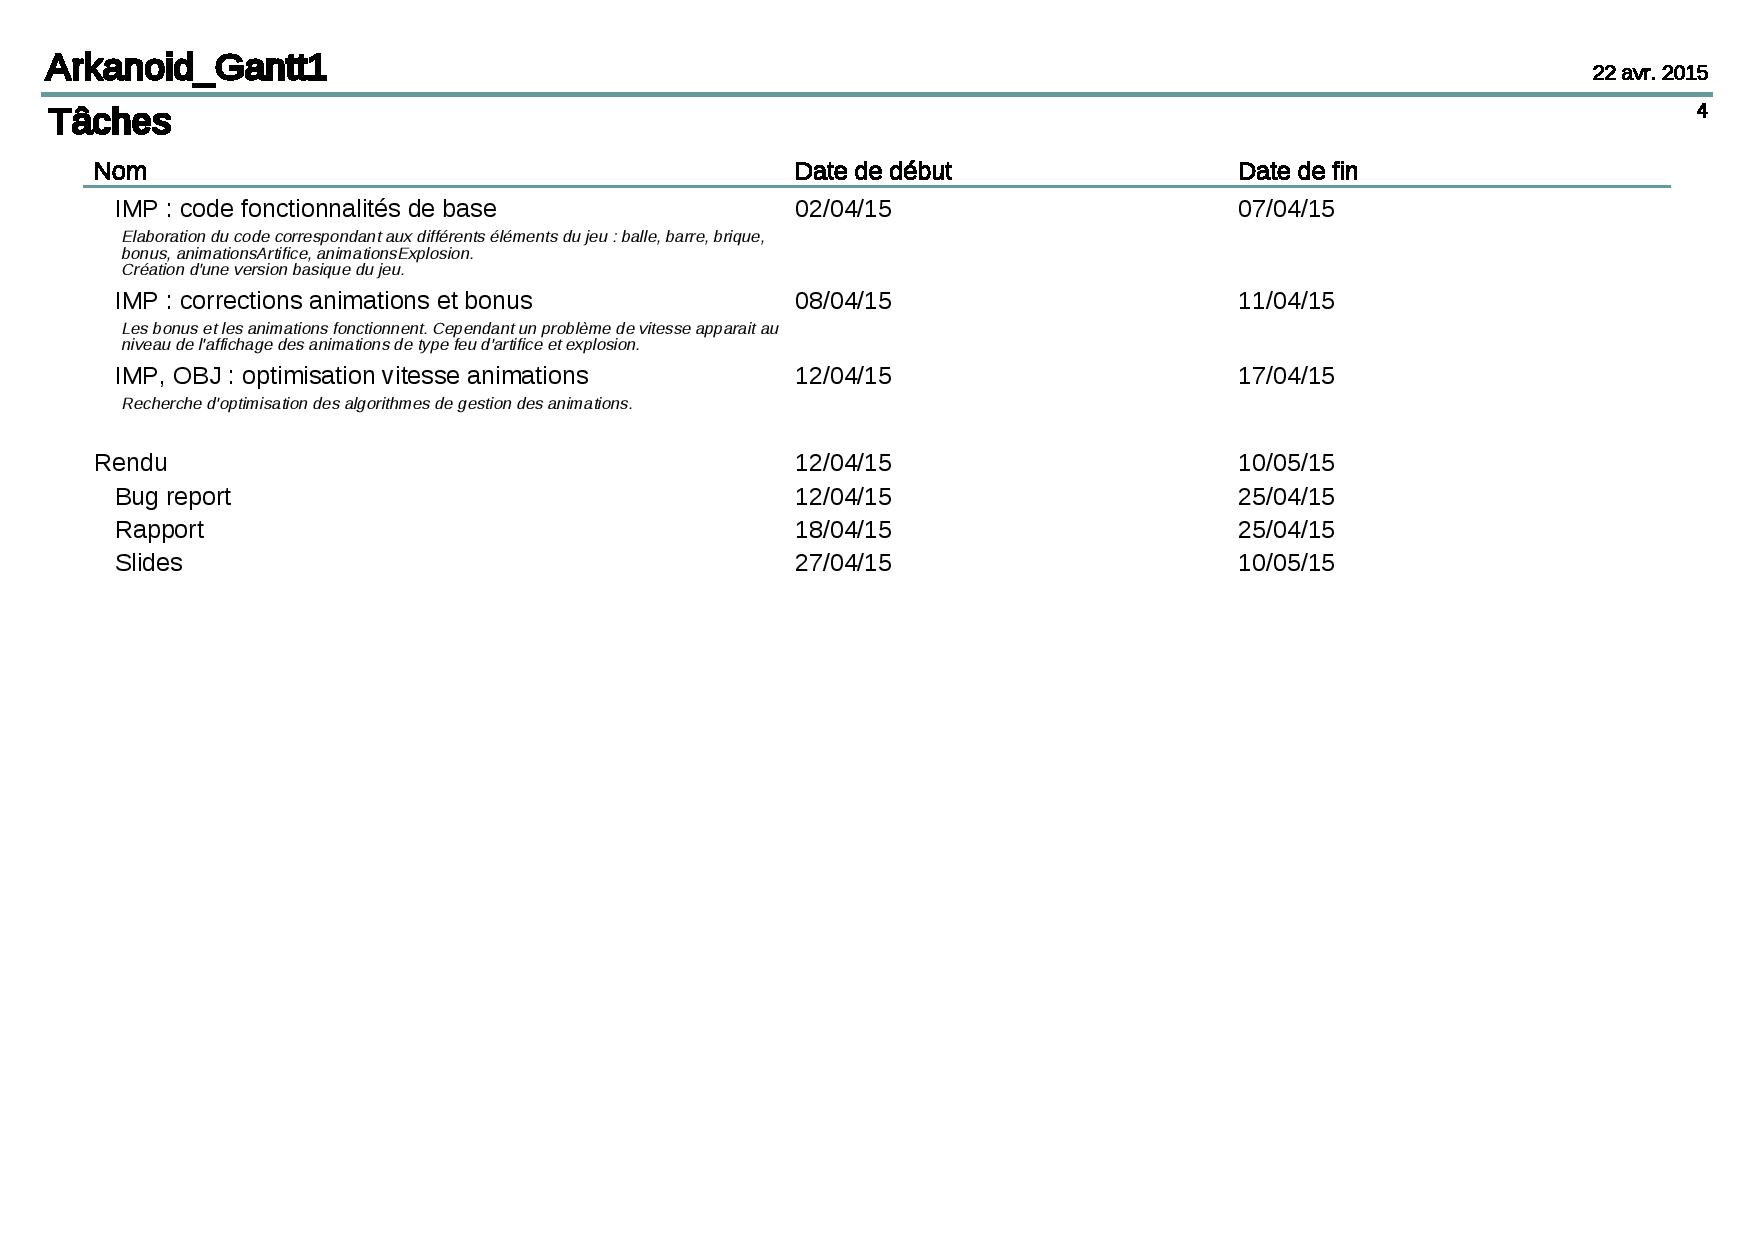 Arkanoid_Gantt1 22 avr. 2015
Tâches 4
Nom Date de début Date de fin
IMP : code fonctionnalités de base 02/04/15 07/04/15
Elaboration du code correspondant aux différents éléments du jeu : balle, barre, brique,
bonus, animationsArtifice, animationsExplosion.
Création d'une version basique du jeu.
IMP : corrections animations et bonus 08/04/15 11/04/15
Les bonus et les animations fonctionnent. Cependant un problème de vitesse apparait au
niveau de l'affichage des animations de type feu d'artifice et explosion.
IMP, OBJ : optimisation vitesse animations 12/04/15 17/04/15
Recherche d'optimisation des algorithmes de gestion des animations.
Rendu 12/04/15 10/05/15
Bug report 12/04/15 25/04/15
Rapport 18/04/15 25/04/15
Slides 27/04/15 10/05/15